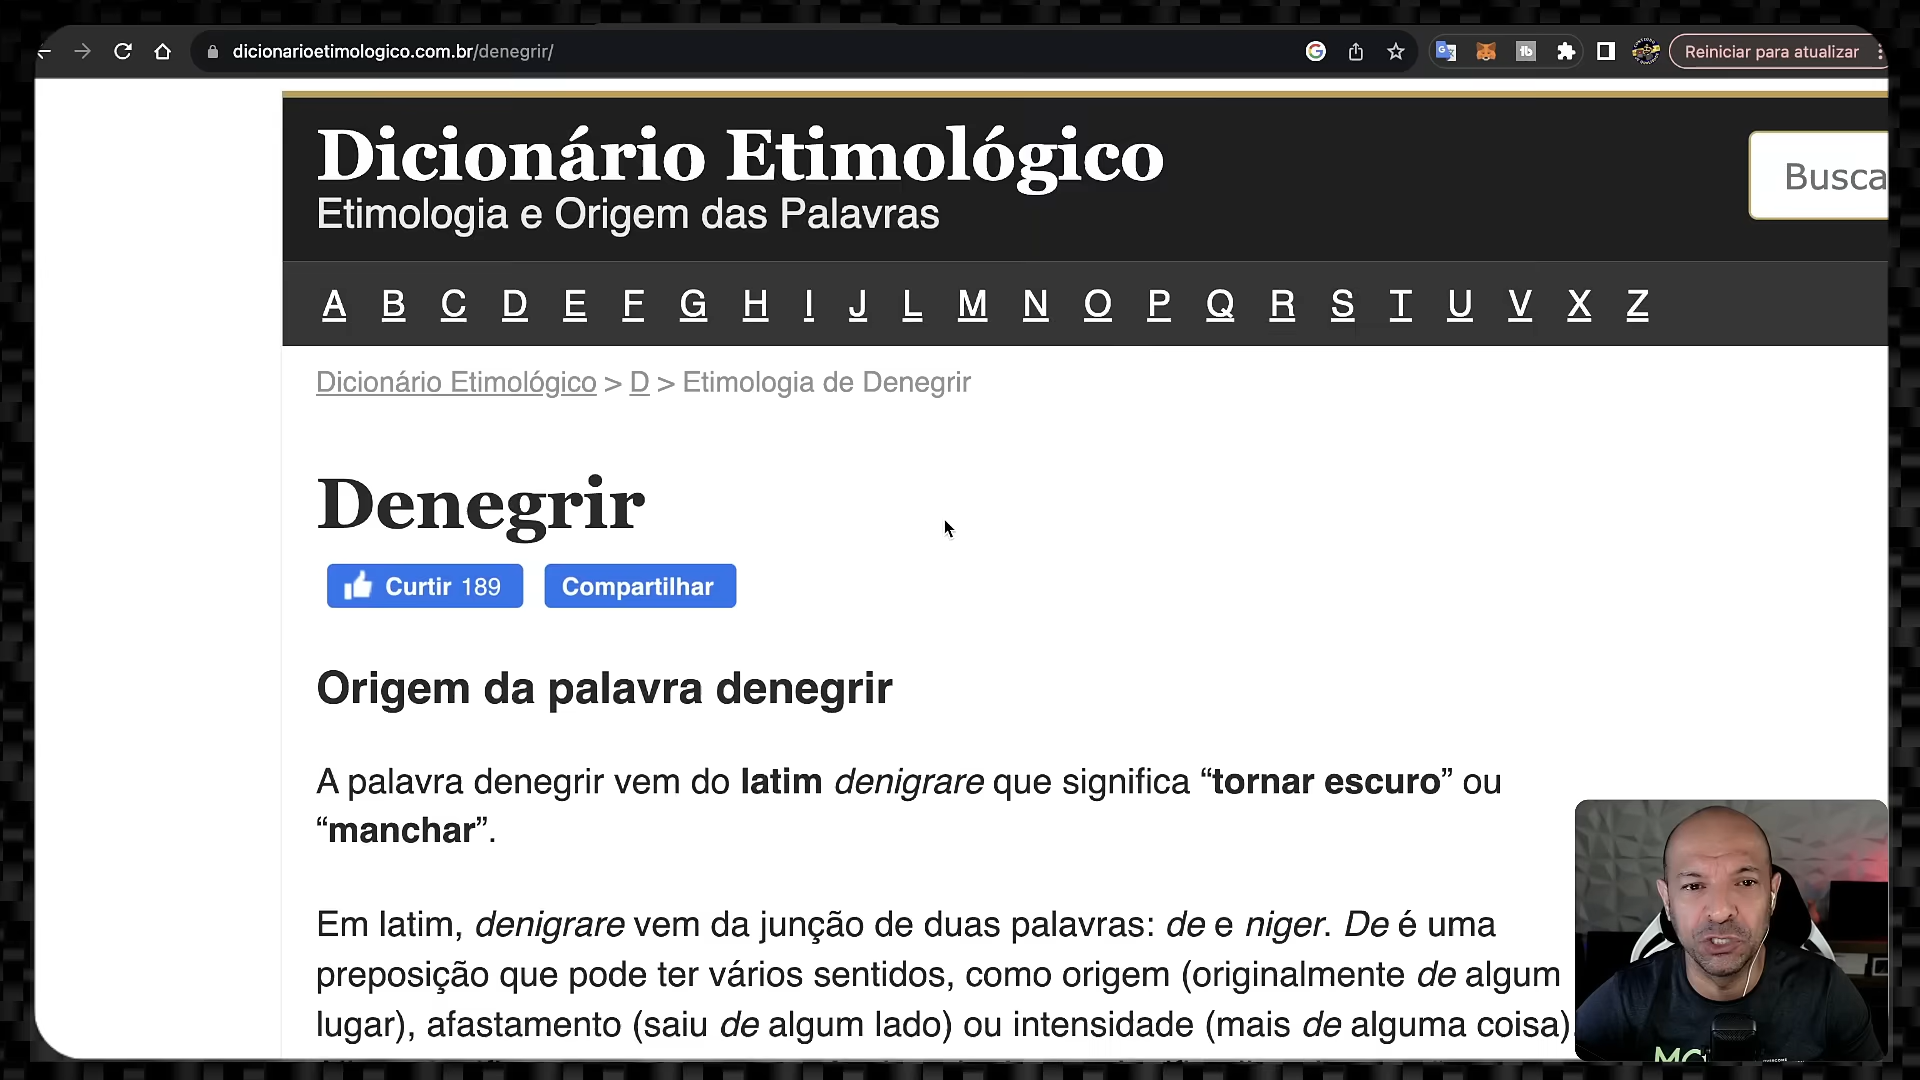 dicionarioetimologico.com.br/denegrir/
Reiniciar para atualizar
Dicionário Etimológico
Etimologia e Origem das Palavras
Busca
A B C D E F G H I J L M N O P Q R S T U V X Z
Dicionário Etimológico > D > Etimologia de Denegrir
Denegrir
Curtir 189 Compartilhar
Origem da palavra denegrir
A palavra denegrir vem do latim denigrare que significa “tornar escuro” ou
“manchar”.
Em latim, denigrare vem da junção de duas palavras: de e niger. De é uma
preposição que pode ter vários sentidos, como origem (originalmente de algum
lugar), afastamento (saiu de algum lado) ou intensidade (mais de alguma coisa).